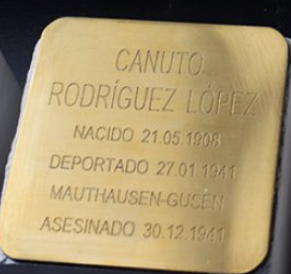 CANUTO
RODRÍGUEZ LÓPEZ
NACIDO 21.05.1908
DEPORTADO 27.01.1941
MAUTHAUSEN-GUSEN
ASESINADO 30.12.1941